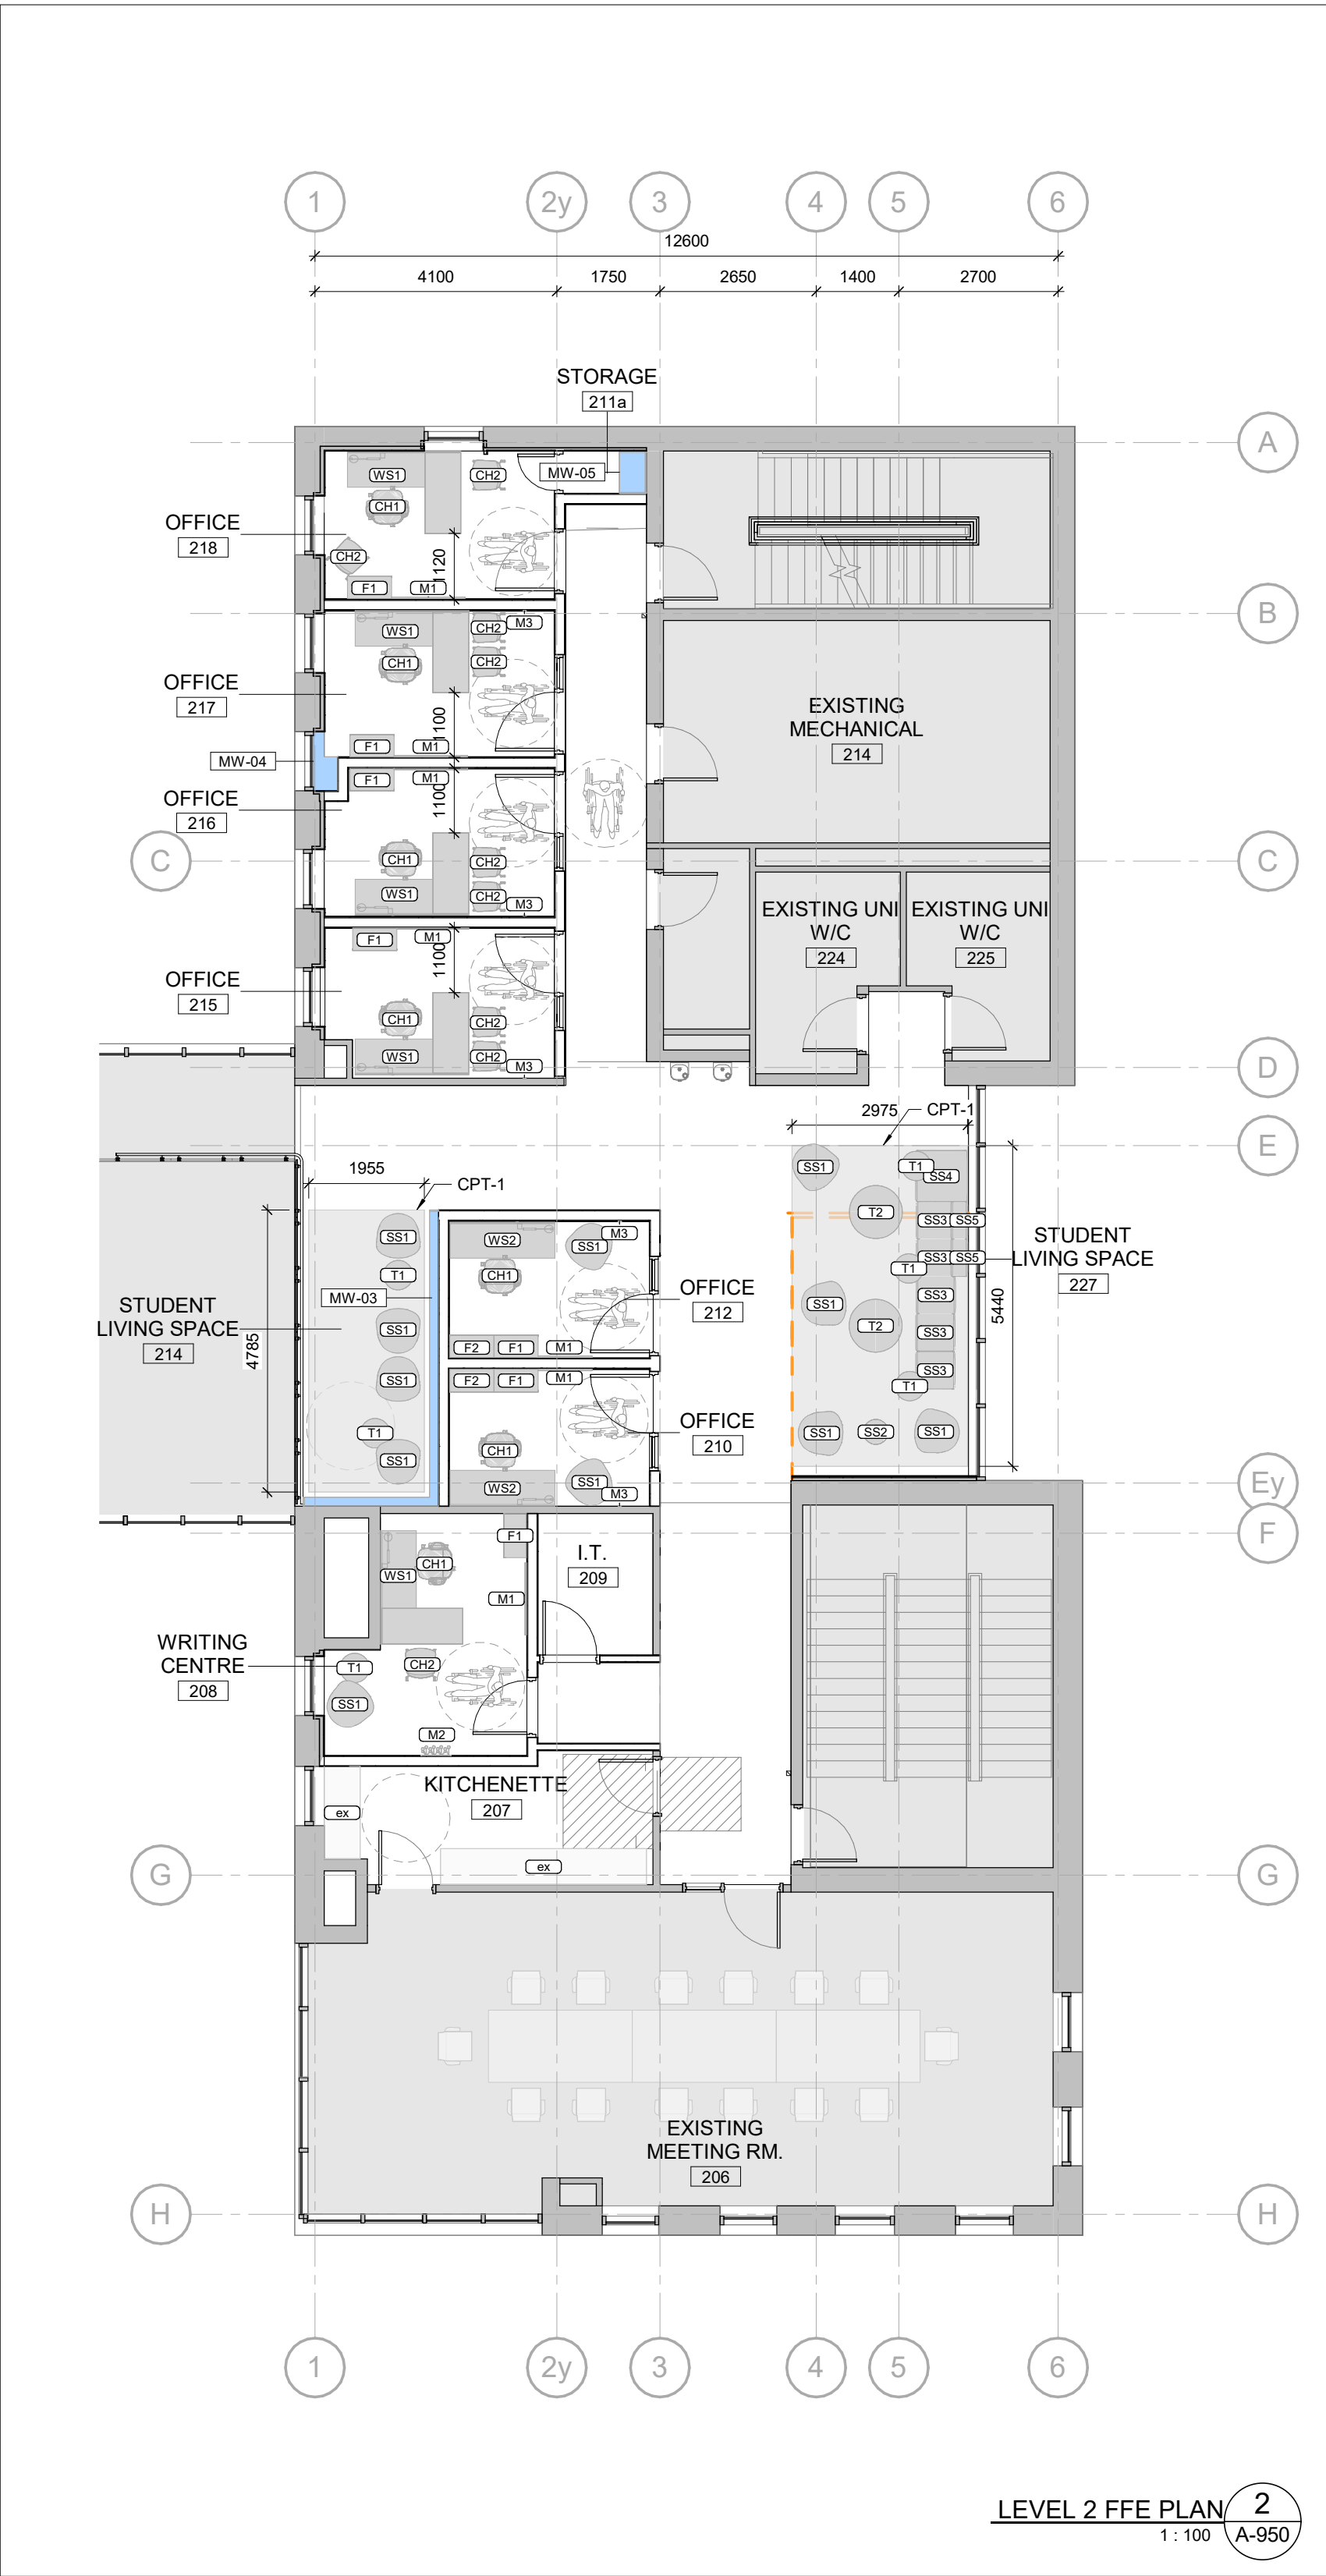 1 2y 3 4 5 6
12600
4100 1750 2650 1400 2700
STORAGE
211a
A
MW-05
WS1 CH2
CH1
OFFICE
218
CH2
1120
F1 M1
B
WS1 CH2 M3
CH1 CH2
OFFICE
217
1100
F1 M1
MW-04
EXISTING
MECHANICAL
214
F1 M1
OFFICE
216
1100
C C
CH1 CH2
WS1 CH2 M3
EXISTING UNI
W/C
224
EXISTING UNI
W/C
225
F1 M1
1100
OFFICE
215
CH1 CH2
WS1 CH2 M3
D
2975 CPT-1
E
1955
CPT-1
SS1 T1
SS4
T2 SS3 SS5
SS3 SS5
T1
SS3
SS1
T2 SS3
SS3
T1
SS1 SS2 SS1
5440
STUDENT
LIVING SPACE
227
SS1
T1
MW-03
SS1
SS1
T1
SS1
4785
STUDENT
LIVING SPACE
214
WS2 SS1 M3
CH1
OFFICE
212
F2 F1 M1
F2 F1 M1
OFFICE
210
CH1
WS2 SS1 M3
Ey
F
F1
CH1
WS1
M1
I.T.
209
WRITING
CENTRE
208
T1 CH2
SS1
M2
KITCHENETTE
207
ex
ex
G G
EXISTING
MEETING RM.
206
H H
1 2y 3 4 5 6
LEVEL 2 FFE PLAN
1 : 100
2
A-950